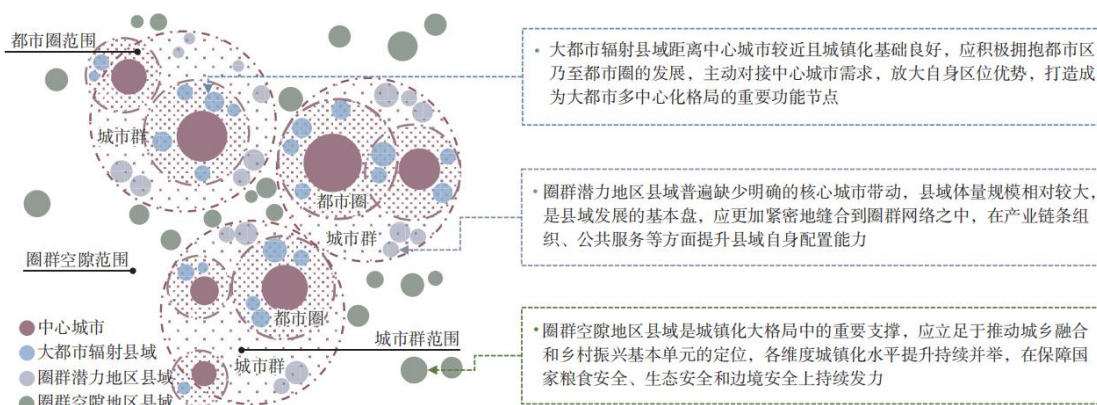 都市圈范围
城市群
都市圈
城市群
圈群空隙范围
都市圈
城市群范围
城市群
中心城市
大都市辐射县域
圈群潜力地区县域
圈群空隙地区县域
• 大都市辐射县域距离中心城市较近且城镇化基础良好，应积极拥抱都市区
乃至都市圈的发展，主动对接中心城市需求，放大自身区位优势，打造成
为大都市多中心化格局的重要功能节点
• 圈群潜力地区县域普遍缺少明确的核心城市带动，县域体量规模相对较大，
是县域发展的基本盘，应更加紧密地缝合到圈群网络之中，在产业链条组
织、公共服务等方面提升县域自身配置能力
• 圈群空隙地区县域是城镇化大格局中的重要支撑，应立足于推动城乡融合
和乡村振兴基本单元的定位，各维度城镇化水平提升持续并举，在保障国
家粮食安全、生态安全和边境安全上持续发力